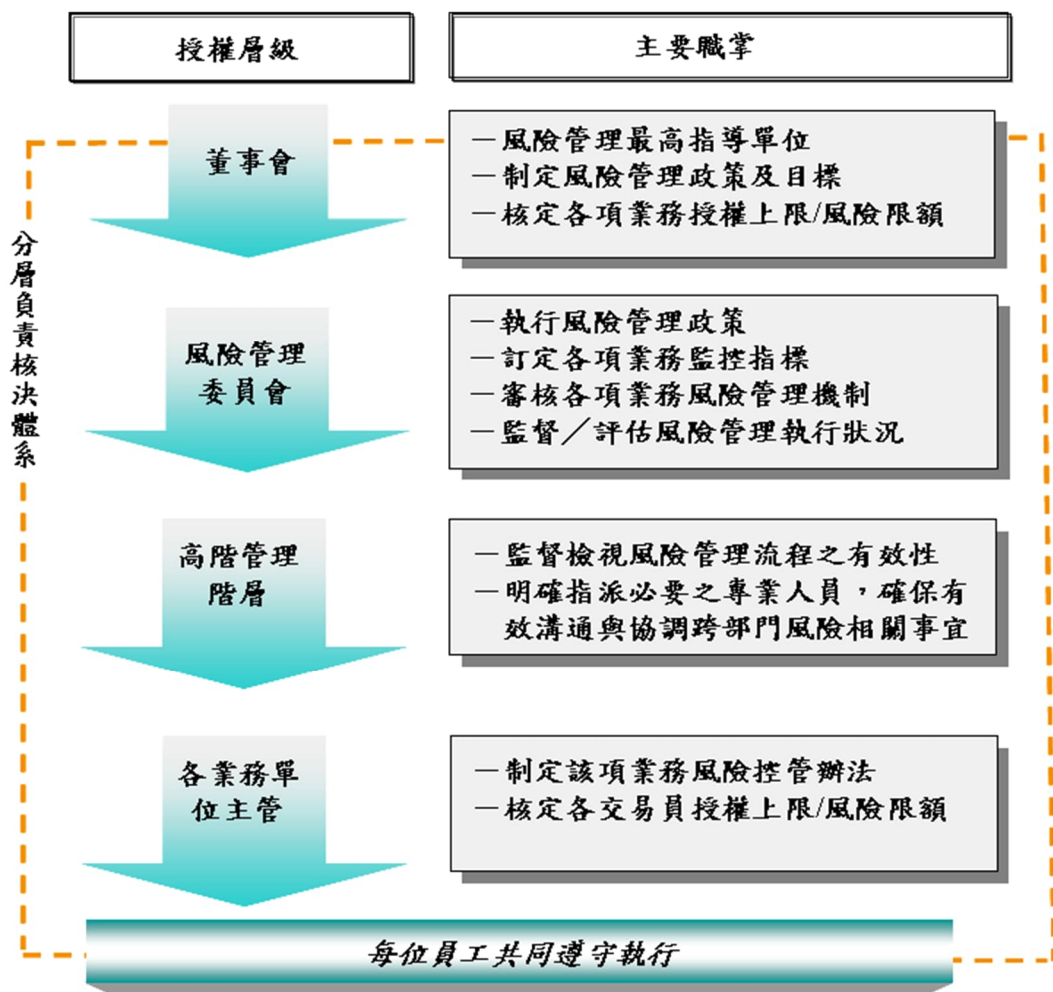 授權層級
主要職掌
董事會
－風險管理最高指導單位
－制定風險管理政策及目標
－核定各項業務授權上限/風險限額
分層負責核決體系
風險管理
委員會
－執行風險管理政策
－訂定各項業務監控指標
－審核各項業務風險管理機制
－監督／評估風險管理執行狀況
高階管理
階層
－監督檢視風險管理流程之有效性
－明確指派必要之專業人員，確保有
效溝通與協調跨部門風險相關事宜
各業務單
位主管
－制定該項業務風險控管辦法
－核定各交易員授權上限/風險限額
每位員工共同遵守執行